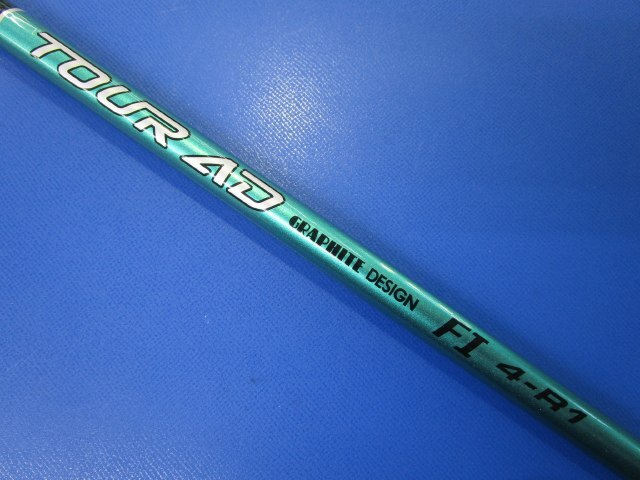 TOUR AD GRAPHITE DESIGN FI 4-R1